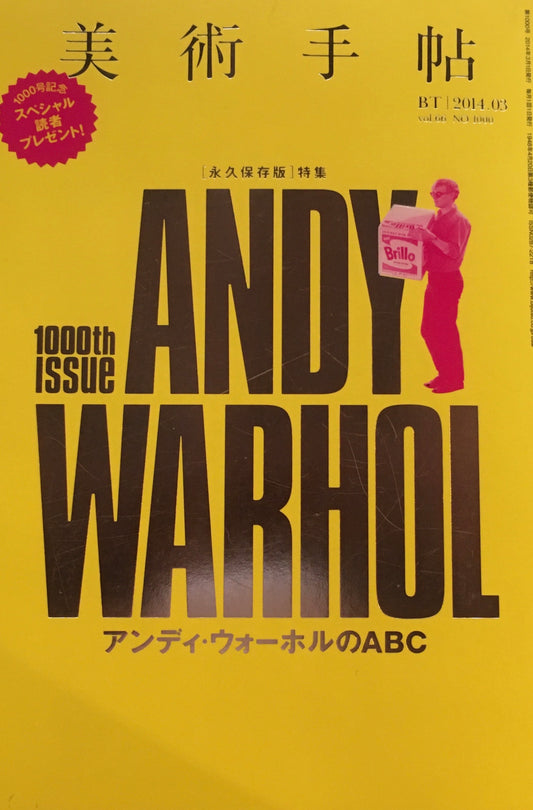 美術手帖
BT | 2014.03
vol.66 NO.1000
1000号記念
スペシャル
読者
プレゼント!
[永久保存版]特集
ANDY
Brillo
1000th
issue
WARHOL
アンディ・ウォーホルのABC